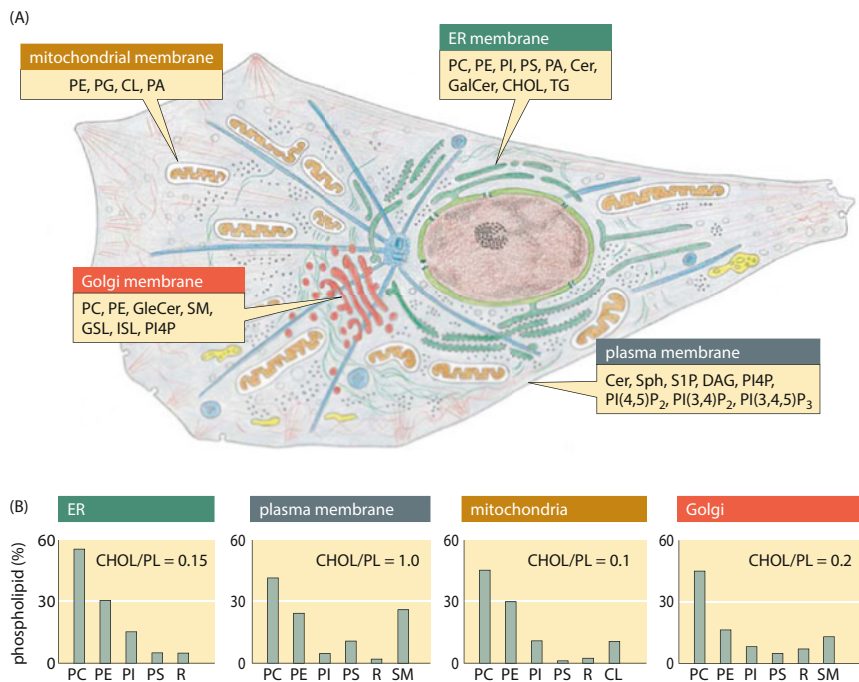 (A)
mitochondrial membrane
PE, PG, CL, PA
ER membrane
PC, PE, PI, PS, PA, Cer,
GalCer, CHOL, TG
Golgi membrane
PC, PE, GleCer, SM,
GSL, ISL, PI4P
plasma membrane
Cer, Sph, S1P, DAG, PI4P,
PI(4,5)P₂, PI(3,4)P₂, PI(3,4,5)P₃
(B)
ER
phospholipid (%)
60
30
0
CHOL/PL = 0.15
PC PE PI PS R
plasma membrane
60
30
0
CHOL/PL = 1.0
PC PE PI PS R SM
mitochondria
60
30
0
CHOL/PL = 0.1
PC PE PI PS R CL
Golgi
60
30
0
CHOL/PL = 0.2
PC PE PI PS R SM